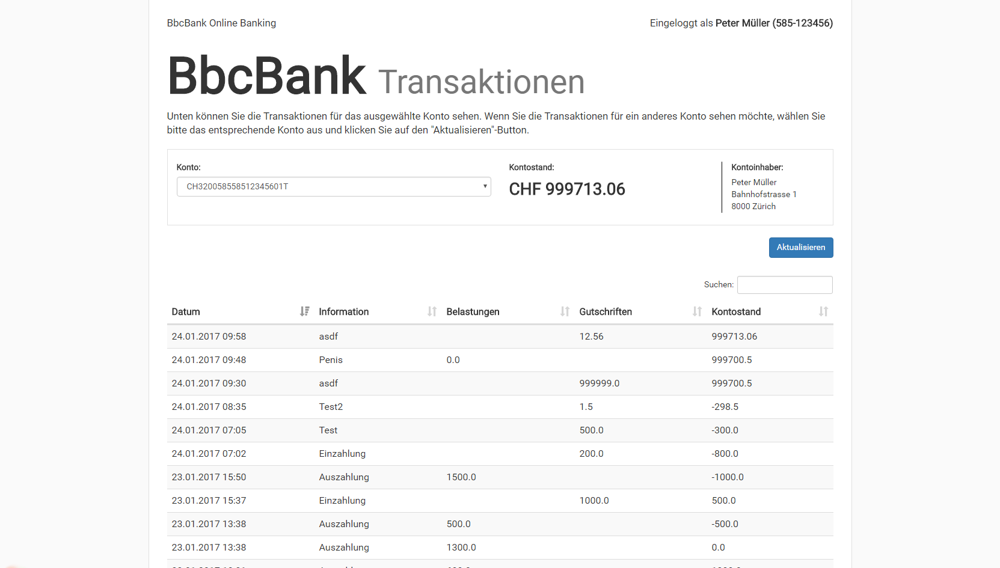 BbcBank Online Banking
Eingeloggt als Peter Müller (585-123456)
BbcBank Transaktionen
Unten können Sie die Transaktionen für das ausgewählte Konto sehen. Wenn Sie die Transaktionen für ein anderes Konto sehen möchte, wählen Sie
bitte das entsprechende Konto aus und klicken Sie auf den "Aktualisieren"-Button.
Konto:
CH320058558512345601T
Kontostand:
CHF 999713.06
Kontoinhaber:
Peter Müller
Bahnhofstrasse 1
8000 Zürich
Aktualisieren
Suchen:
Datum Information Belastungen Gutschriften Kontostand
24.01.2017 09:58 asdf 12.56 999713.06
24.01.2017 09:48 Penis 0.0 999700.5
24.01.2017 09:30 asdf 999999.0 999700.5
24.01.2017 08:35 Test2 1.5 -298.5
24.01.2017 07:05 Test 500.0 -300.0
24.01.2017 07:02 Einzahlung 200.0 -800.0
23.01.2017 15:50 Auszahlung 1500.0 -1000.0
23.01.2017 15:37 Einzahlung 1000.0 500.0
23.01.2017 13:38 Auszahlung 500.0 -500.0
23.01.2017 13:38 Auszahlung 1300.0 0.0